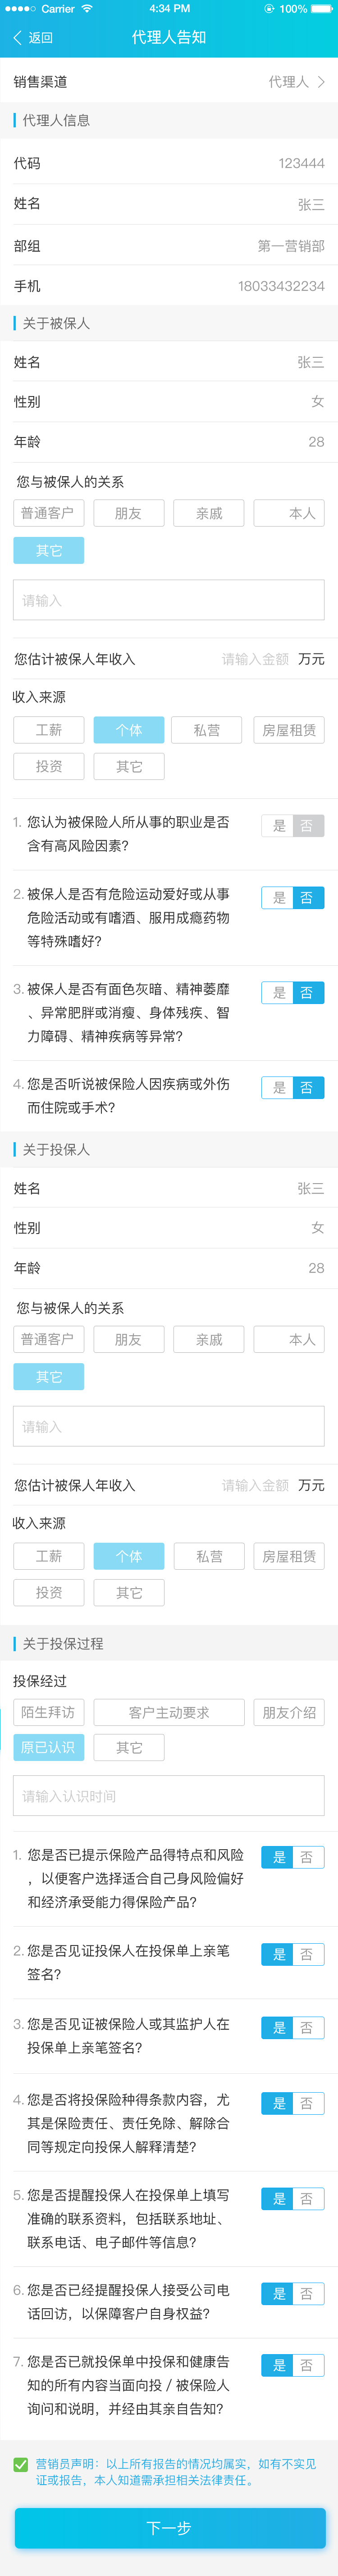 Carrier 4:34 PM 100%
返回 代理人告知
销售渠道 代理人
代理人信息
代码 123444
姓名 张三
部组 第一营销部
手机 18033432234
关于被保人
姓名 张三
性别 女
年龄 28
您与被保人的关系
普通客户 朋友 亲戚 本人
其它
请输入
您估计被保人年收入 请输入金额 万元
收入来源
工薪 个体 私营 房屋租赁
投资 其它
1. 您认为被保险人所从事的职业是否 是 否
含有高风险因素?
2. 被保人是否有危险运动爱好或从事 是 否
危险活动或有嗜酒、服用成瘾药物
等特殊嗜好?
3. 被保人是否有面色灰暗、精神萎靡 是 否
、异常肥胖或消瘦、身体残疾、智
力障碍、精神疾病等异常?
4. 您是否听说被保险人因疾病或外伤 是 否
而住院或手术?
关于投保人
姓名 张三
性别 女
年龄 28
您与被保人的关系
普通客户 朋友 亲戚 本人
其它
请输入
您估计被保人年收入 请输入金额 万元
收入来源
工薪 个体 私营 房屋租赁
投资 其它
关于投保过程
投保经过
陌生拜访 客户主动要求 朋友介绍
原已认识 其它
请输入认识时间
1. 您是否已提示保险产品得特点和风险 是 否
，以便客户选择适合自己身风险偏好
和经济承受能力得保险产品?
2. 您是否见证投保人在投保单上亲笔 是 否
签名?
3. 您是否见证被保险人或其监护人在 是 否
投保单上亲笔签名?
4. 您是否将投保险种得条款内容，尤 是 否
其是保险责任、责任免除、解除合
同等规定向投保人解释清楚?
5. 您是否提醒投保人在投保单上填写 是 否
准确的联系资料，包括联系地址、
联系电话、电子邮件等信息?
6. 您是否已经提醒投保人接受公司电 是 否
话回访，以保障客户自身权益?
7. 您是否已就投保单中投保和健康告 是 否
知的所有内容当面向投 / 被保险人
询问和说明，并经由其亲自告知?
营销员声明：以上所有报告的情况均属实，如有不实见
证或报告，本人知道需承担相关法律责任。
下一步